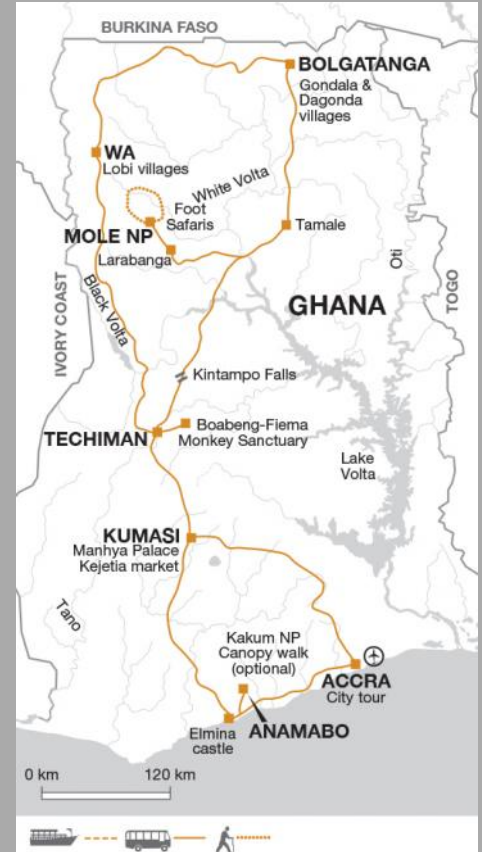 BURKINA FASO
BOLGATANGA
Gondala &
Dagonda
villages
WA
Lobi villages
White Volta
Foot
Safaris
MOLE NP
Larabanga
Tamale
Oti
TOGO
IVORY COAST
Black Volta
GHANA
Kintampo Falls
TECHIMAN
Boabeng-Fiema
Monkey Sanctuary
Lake
Volta
KUMASI
Manhya Palace
Kejetia market
Tano
Kakum NP
Canopy walk
(optional)
ACCRA
City tour
Elmina
castle
ANAMABO
0 km
120 km